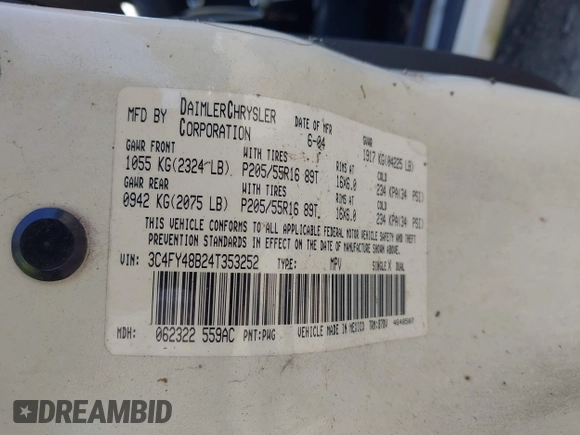 MFD BY DAIMLERCHRYSLER CORPORATION
DATE OF MFR 6-04
GVWR 1917 KG(04225 LB)
GAWR FRONT 1055 KG(2324 LB)
WITH TIRES P205/55R16 89T
RIMS AT 16X6.0
COLD 234 KPA(34 PSI)
GAWR REAR 0942 KG(2075 LB)
WITH TIRES P205/55R16 89T
RIMS AT 16X6.0
COLD 234 KPA(34 PSI)
THIS VEHICLE CONFORMS TO ALL APPLICABLE FEDERAL MOTOR VEHICLE SAFETY AND THEFT
PREVENTION STANDARDS IN EFFECT ON THE DATE OF MANUFACTURE SHOWN ABOVE.
VIN: 3C4FY48B24T353252 TYPE: MPV SINGLE X DUAL
MDH: 062322 559AC PNT:PWG VEHICLE MADE IN MEXICO
DREAMBID